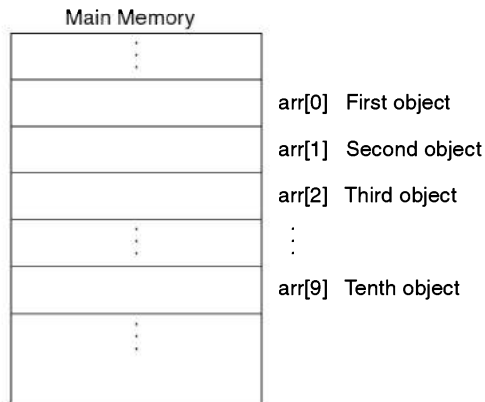 Main Memory
arr[0] First object
arr[1] Second object
arr[2] Third object
arr[9] Tenth object